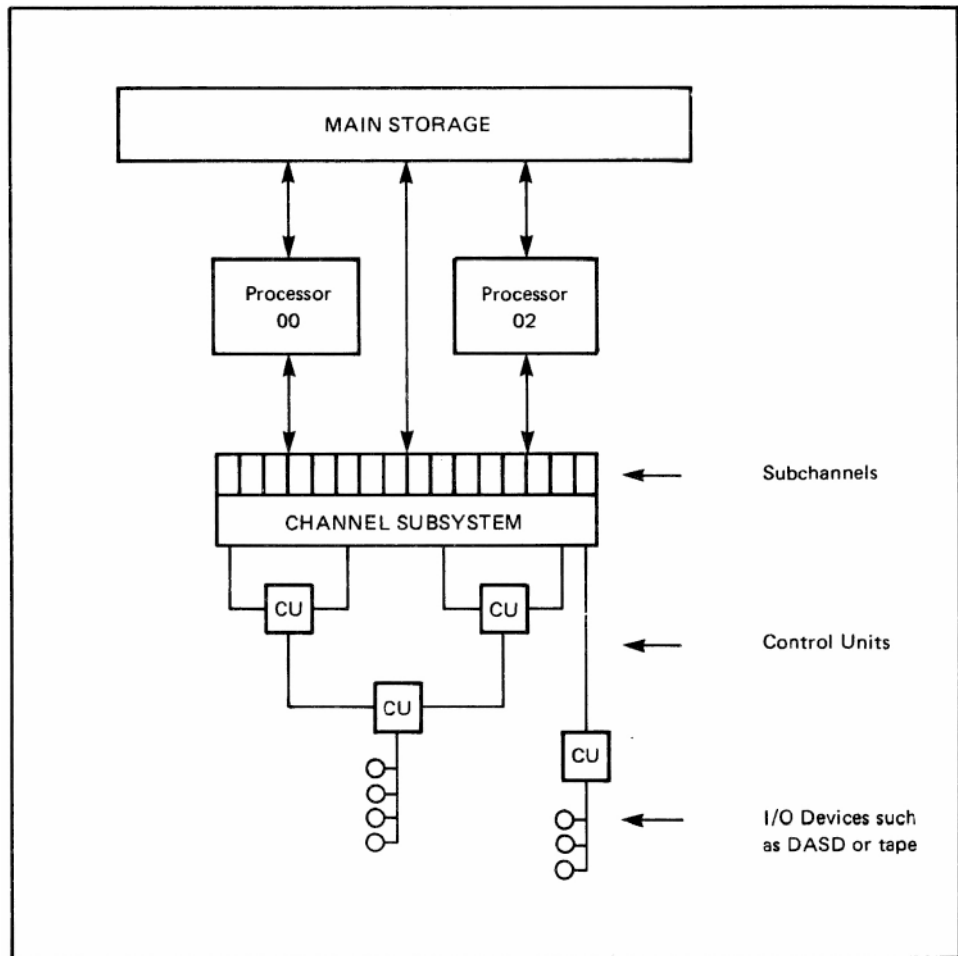 MAIN STORAGE
Processor
00
Processor
02
Subchannels
CHANNEL SUBSYSTEM
CU
CU
Control Units
CU
CU
I/O Devices such
as DASD or tape